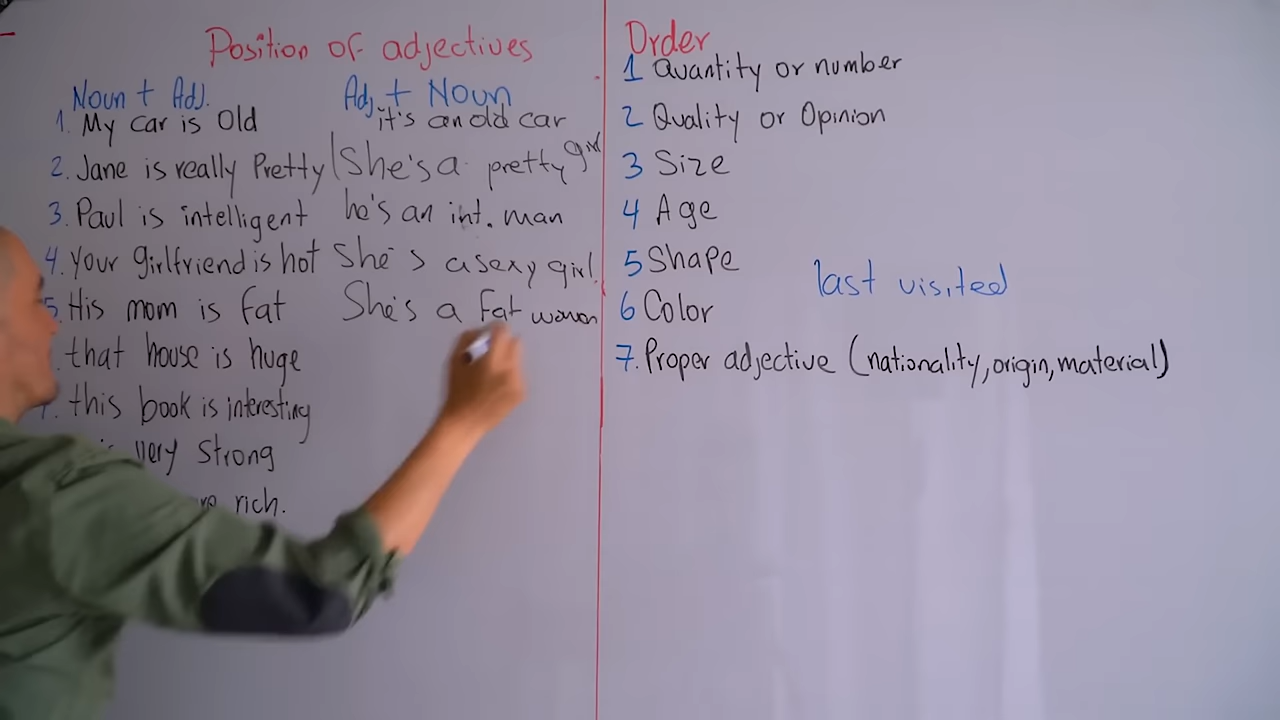 Position of adjectives
Noun + Adj.
Adj + Noun
1. My car is Old
it's an old car
2. Jane is really Pretty
She's a pretty girl
3. Paul is intelligent
he's an int. man
4. Your Girlfriend is hot
She's a sexy girl.
5. His mom is fat
She's a fat woman
that house is huge
this book is interesting
very strong
rich.
Order
1 Quantity or number
2 Quality or Opinion
3 Size
4 Age
5 Shape
last visited
6 Color
7. Proper adjective (nationality, origin, material)